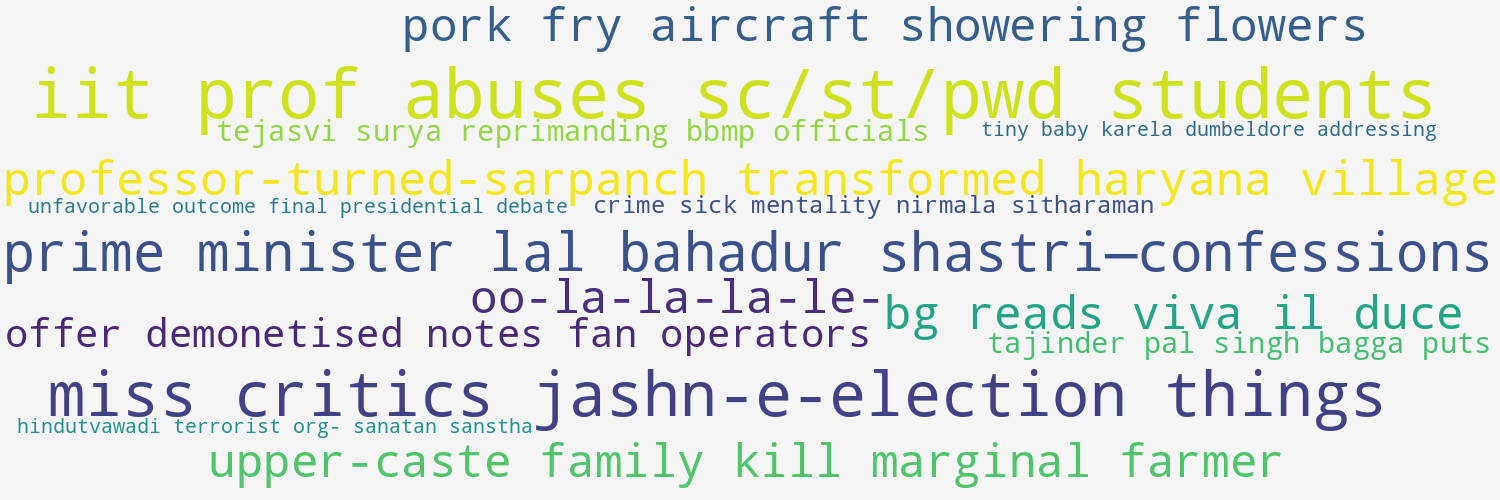 pork fry aircraft showering flowers
iit prof abuses sc/st/pwd students
tejasvi surya reprimanding bbmp officials
tiny baby karela dumbeldore addressing
professor-turned-sarpanch transformed haryana village
unfavorable outcome final presidential debate
crime sick mentality nirmala sitharaman
prime minister lal bahadur shastri—confessions
oo-la-la-la-le-
bg reads viva il duce
offer demonetised notes fan operators
tajinder pal singh bagga puts
miss critics jashn-e-election things
hindutvawadi terrorist org- sanatan sanstha
upper-caste family kill marginal farmer